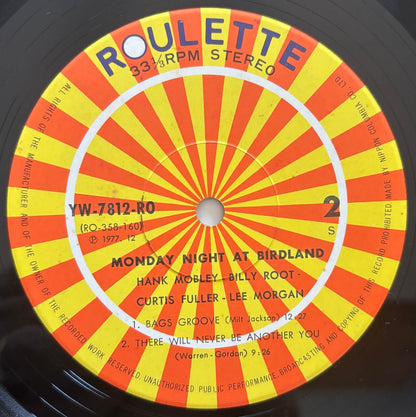 ROULETTE
33⅓RPM STEREO
YW-7812-RO
(RO-358-160)
℗ 1977. 12
2
S
MONDAY NIGHT AT BIRDLAND
HANK MOBLEY - BILLY ROOT -
CURTIS FULLER - LEE MORGAN
1. BAGS GROOVE (Milt Jackson) 12:27
2. THERE WILL NEVER BE ANOTHER YOU
(Warren - Gordan) 9:26
ALL RIGHTS OF THE MANUFACTURER AND OF THE OWNER OF THE RECORDED WORK RESERVED. UNAUTHORIZED PUBLIC PERFORMANCE, BROADCASTING AND COPYING OF THIS RECORD PROHIBITED MADE BY NIPPON COLUMBIA CO. LTD.